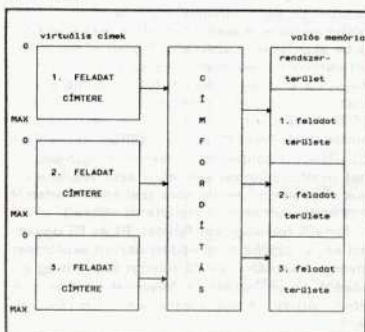 virtuális címek
valós memória
0
1. FELADAT
CÍMTERE
MAX
0
2. FELADAT
CÍMTERE
MAX
0
3. FELADAT
CÍMTERE
MAX
CÍMFORDÍTÁS
rendszer-
terület
1. feladat
területe
2. feladat
területe
3. feladat
területe